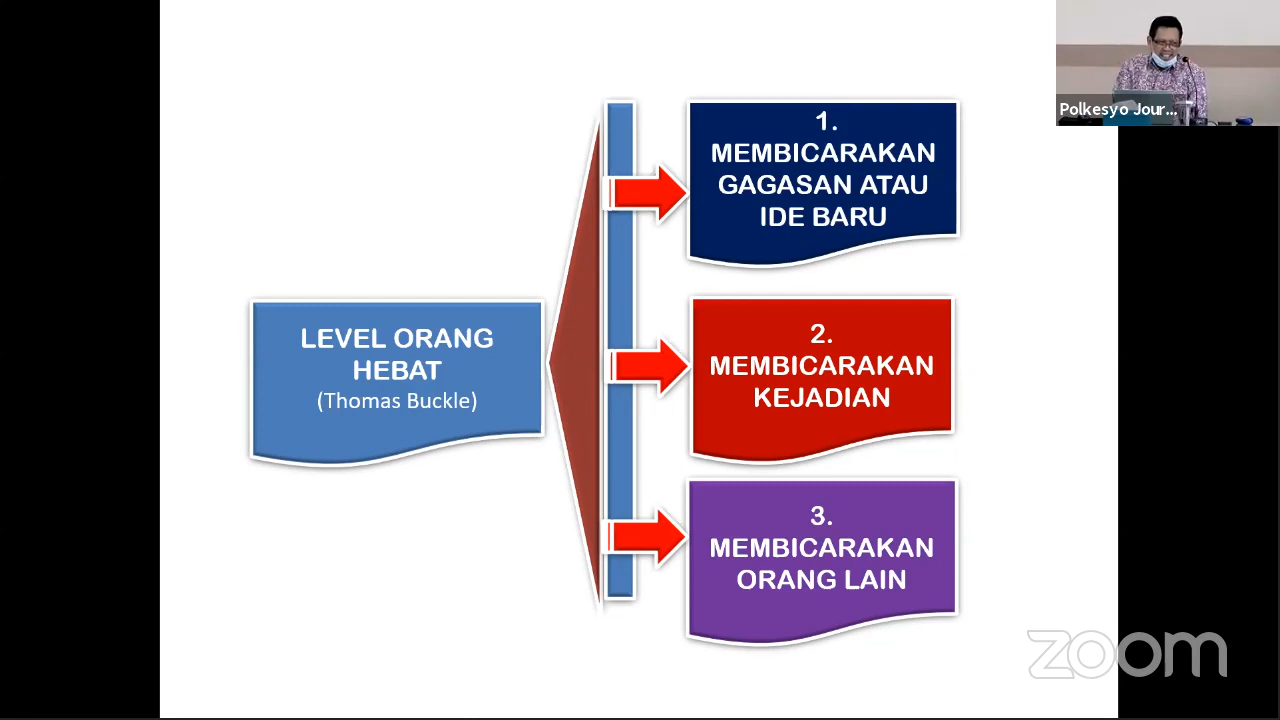 Polkesyo Jour...
LEVEL ORANG
HEBAT
(Thomas Buckle)
1.
MEMBICARAKAN
GAGASAN ATAU
IDE BARU
2.
MEMBICARAKAN
KEJADIAN
3.
MEMBICARAKAN
ORANG LAIN
zoom